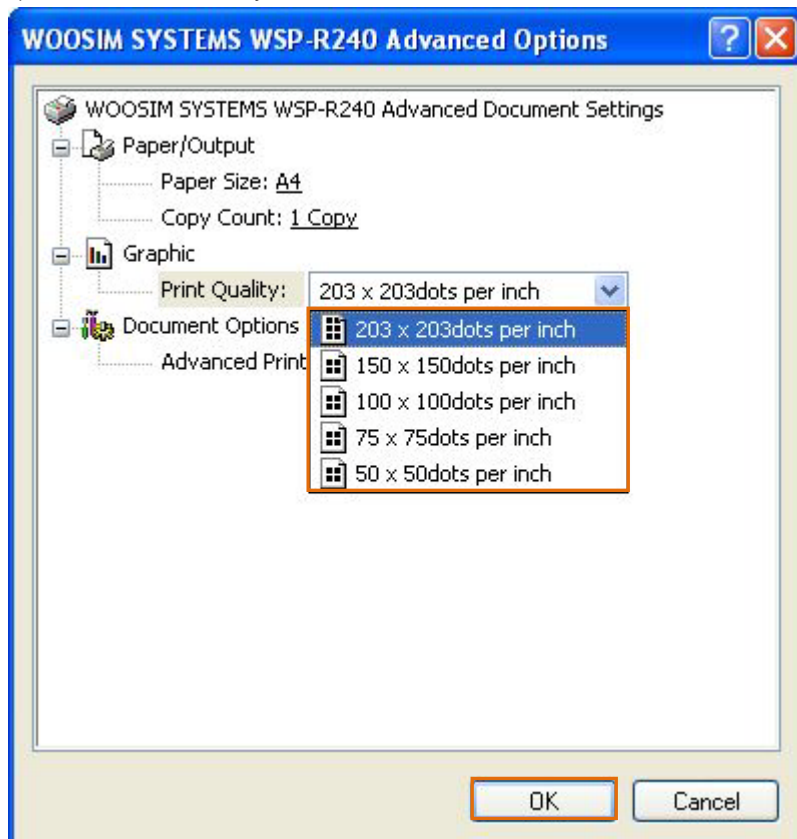 WOOSIM SYSTEMS WSP-R240 Advanced Options
WOOSIM SYSTEMS WSP-R240 Advanced Document Settings
Paper/Output
Paper Size: A4
Copy Count: 1 Copy
Graphic
Print Quality: 203 x 203dots per inch
Document Options 203 x 203dots per inch
Advanced Print 150 x 150dots per inch
100 x 100dots per inch
75 x 75dots per inch
50 x 50dots per inch
OK Cancel